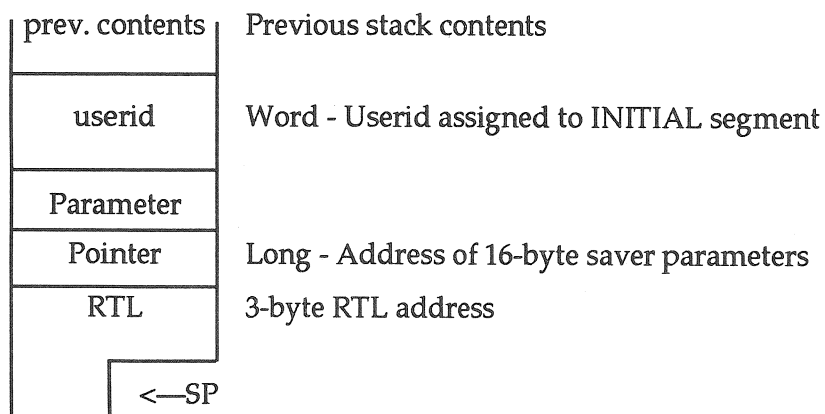 prev. contents Previous stack contents
userid Word - Userid assigned to INITIAL segment
Parameter
Pointer Long - Address of 16-byte saver parameters
RTL 3-byte RTL address
<—SP